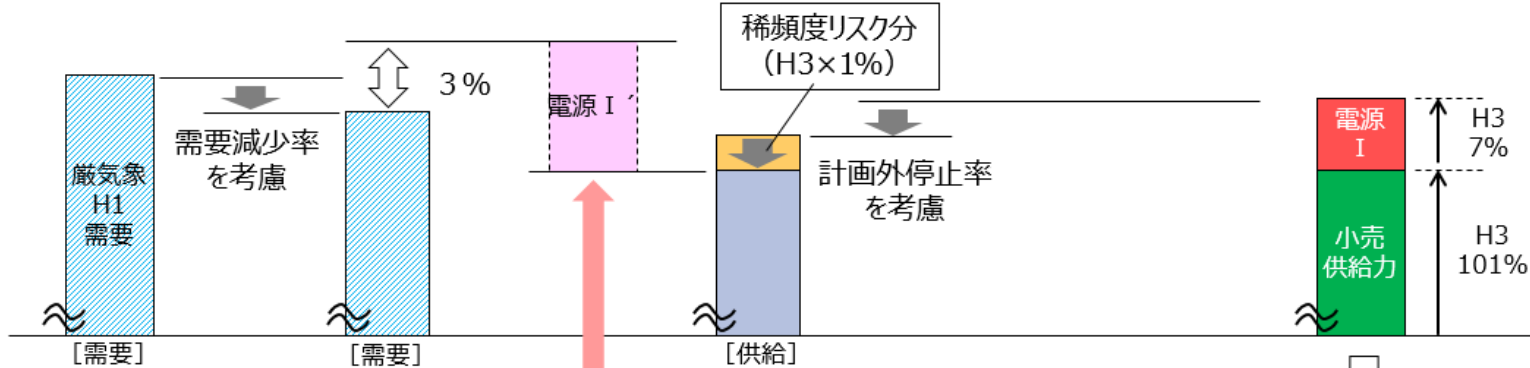 稀頻度リスク分
（H3×1%）
3%
電源Ⅰ´
需要減少率
を考慮
厳気象
H1
需要
計画外停止率
を考慮
電源
Ⅰ
H3
7%
小売
供給力
H3
101%
［需要］
［需要］
［供給］